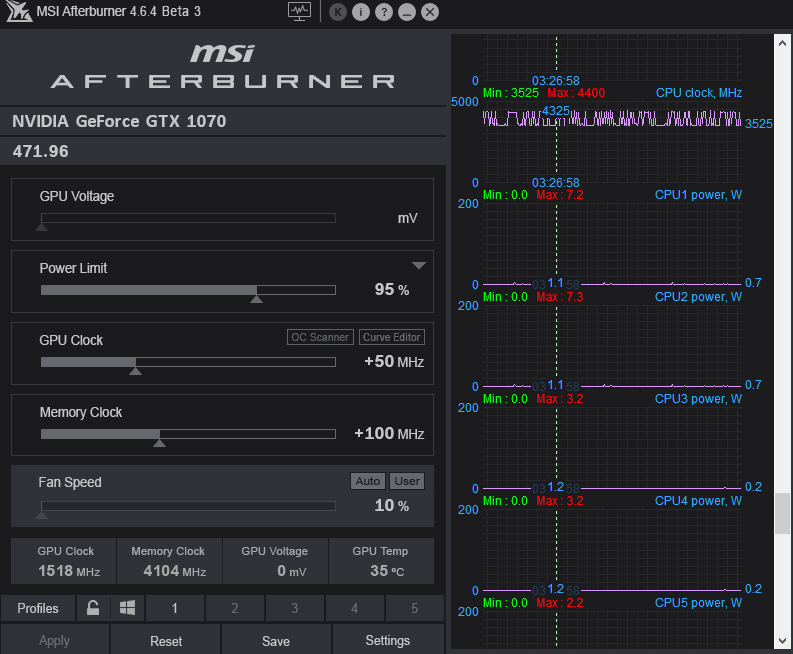 MSI Afterburner 4.6.4 Beta 3
K i ?
msi
AFTERBURNER
NVIDIA GeForce GTX 1070
471.96
GPU Voltage
mV
Power Limit
95 %
GPU Clock
OC Scanner Curve Editor
+50 MHz
Memory Clock
+100 MHz
Fan Speed
Auto User
10 %
GPU Clock
1518 MHz
Memory Clock
4104 MHz
GPU Voltage
0 mV
GPU Temp
35 °C
Profiles 1 2 3 4 5
Apply Reset Save Settings
0 03:26:58
Min : 3525 Max : 4400 CPU clock, MHz
5000 4325
3525
0 03:26:58
Min : 0.0 Max : 7.2 CPU1 power, W
200
0 1.1 0.7
Min : 0.0 Max : 7.3 CPU2 power, W
200
0 1.1 0.7
Min : 0.0 Max : 3.2 CPU3 power, W
200
0 1.2 0.2
Min : 0.0 Max : 3.2 CPU4 power, W
200
0 1.2 0.2
Min : 0.0 Max : 2.2 CPU5 power, W
200